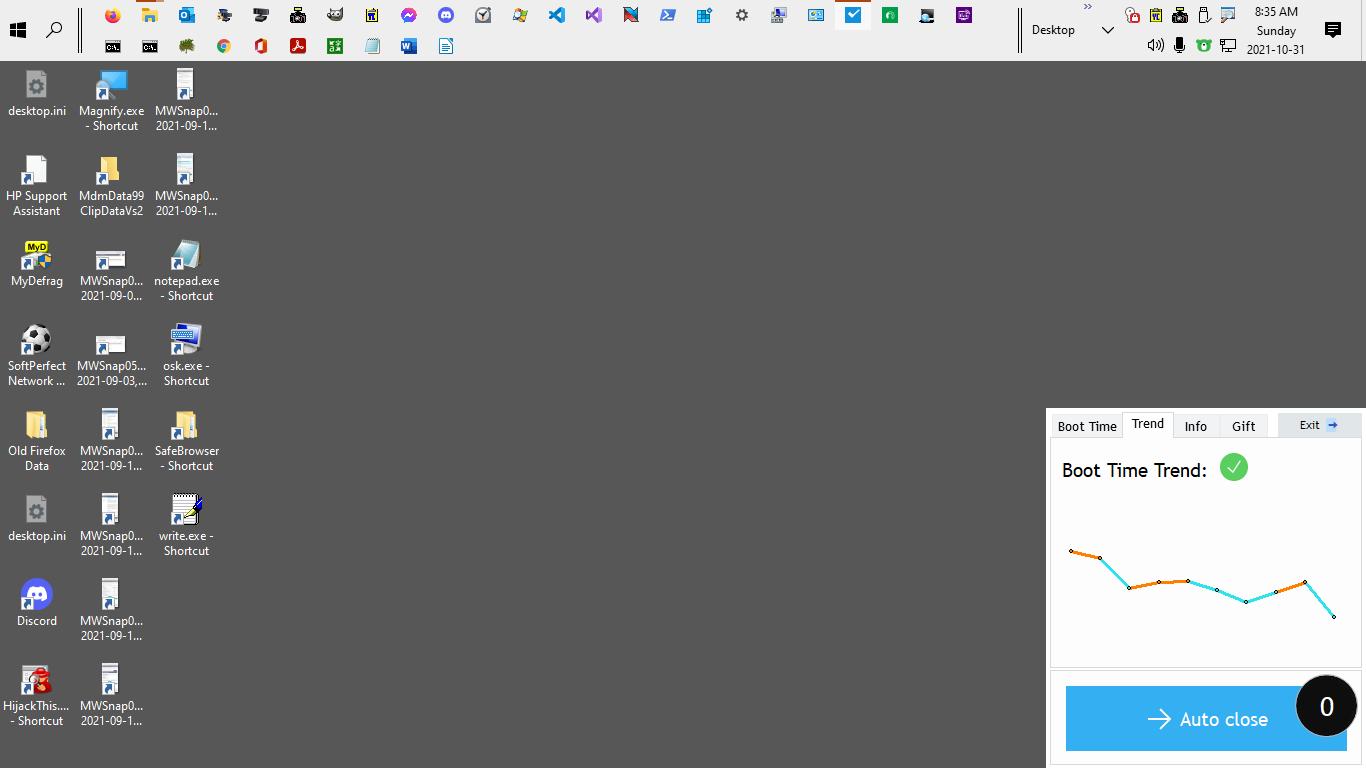 Desktop
8:35 AM
Sunday
2021-10-31
desktop.ini
Magnify.exe
- Shortcut
MWSnap0...
2021-09-1...
HP Support
Assistant
MdmData99
ClipDataVs2
MWSnap0...
2021-09-1...
MyD
MyDefrag
MWSnap0...
2021-09-0...
notepad.exe
- Shortcut
SoftPerfect
Network ...
MWSnap05...
2021-09-03,...
osk.exe -
Shortcut
Old Firefox
Data
MWSnap0...
2021-09-1...
SafeBrowser
- Shortcut
desktop.ini
MWSnap0...
2021-09-1...
write.exe -
Shortcut
Discord
MWSnap0...
2021-09-1...
HijackThis....
- Shortcut
MWSnap0...
2021-09-1...
Boot Time
Trend
Info
Gift
Exit
Boot Time Trend:
Auto close
0